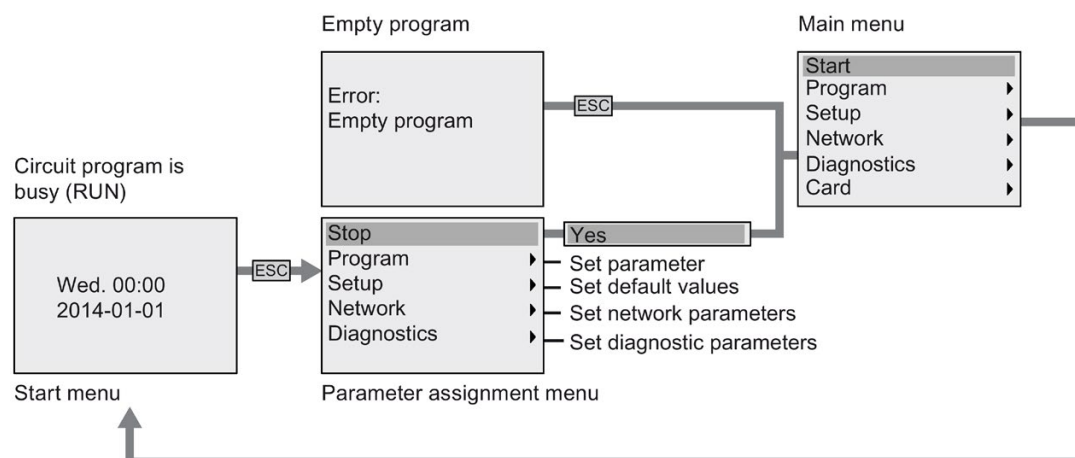 Empty program
Main menu
Error:
Empty program
ESC
Start
Program
Setup
Network
Diagnostics
Card
Circuit program is
busy (RUN)
Wed. 00:00
2014-01-01
ESC
Stop
Yes
Program
Set parameter
Setup
Set default values
Network
Set network parameters
Diagnostics
Set diagnostic parameters
Start menu
Parameter assignment menu